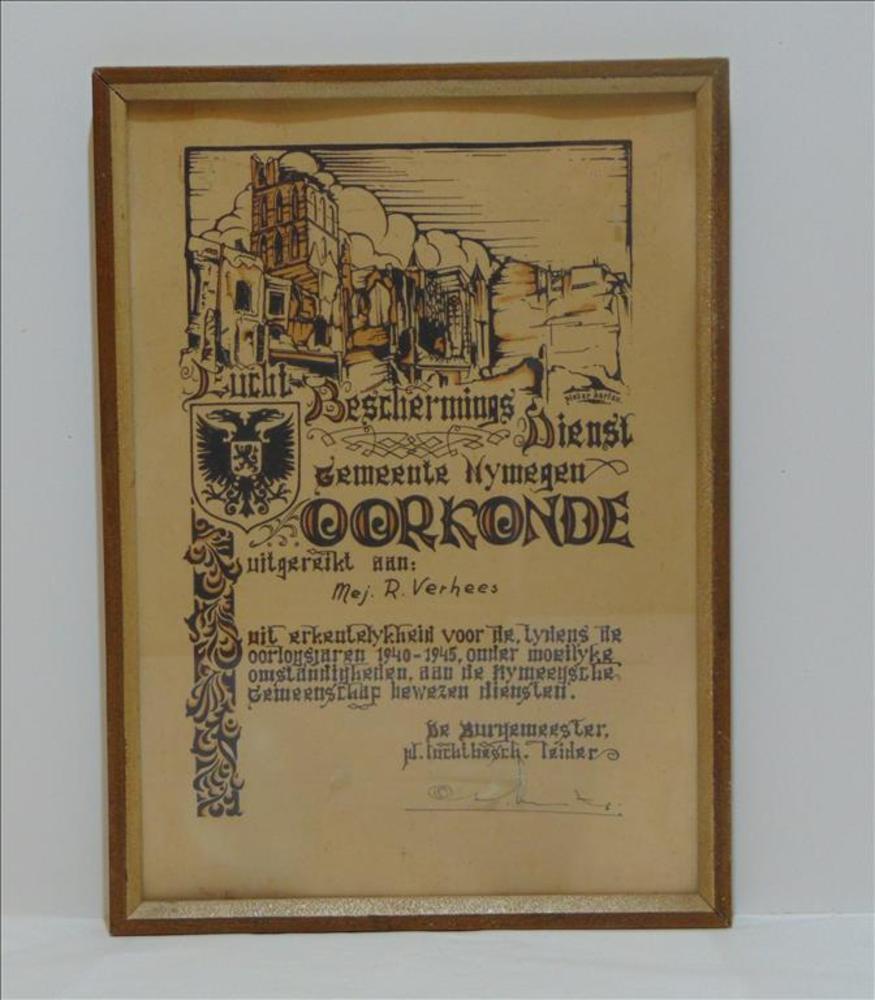 Lucht-
Beschermings
Dienst
Gemeente Nymegen
OORKONDE
uitgereikt aan:
Mej. R. Verhees
uit erkentelykheid voor de, tydens de
oorlogsjaren 1940-1945, onder moeilyke
omstandigheden, aan de Nymeegsche
Gemeenschap bewezen diensten.
De Burgemeester,
pl. luchtbesch. leider